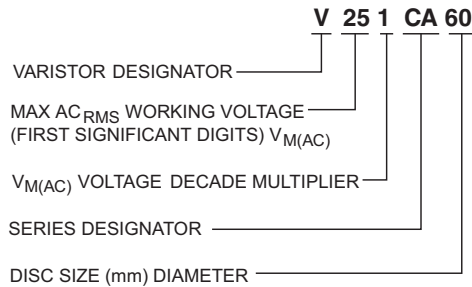 V 25 1 CA 60
VARISTOR DESIGNATOR
MAX AC RMS WORKING VOLTAGE
(FIRST SIGNIFICANT DIGITS) VM(AC)
VM(AC) VOLTAGE DECADE MULTIPLIER
SERIES DESIGNATOR
DISC SIZE (mm) DIAMETER